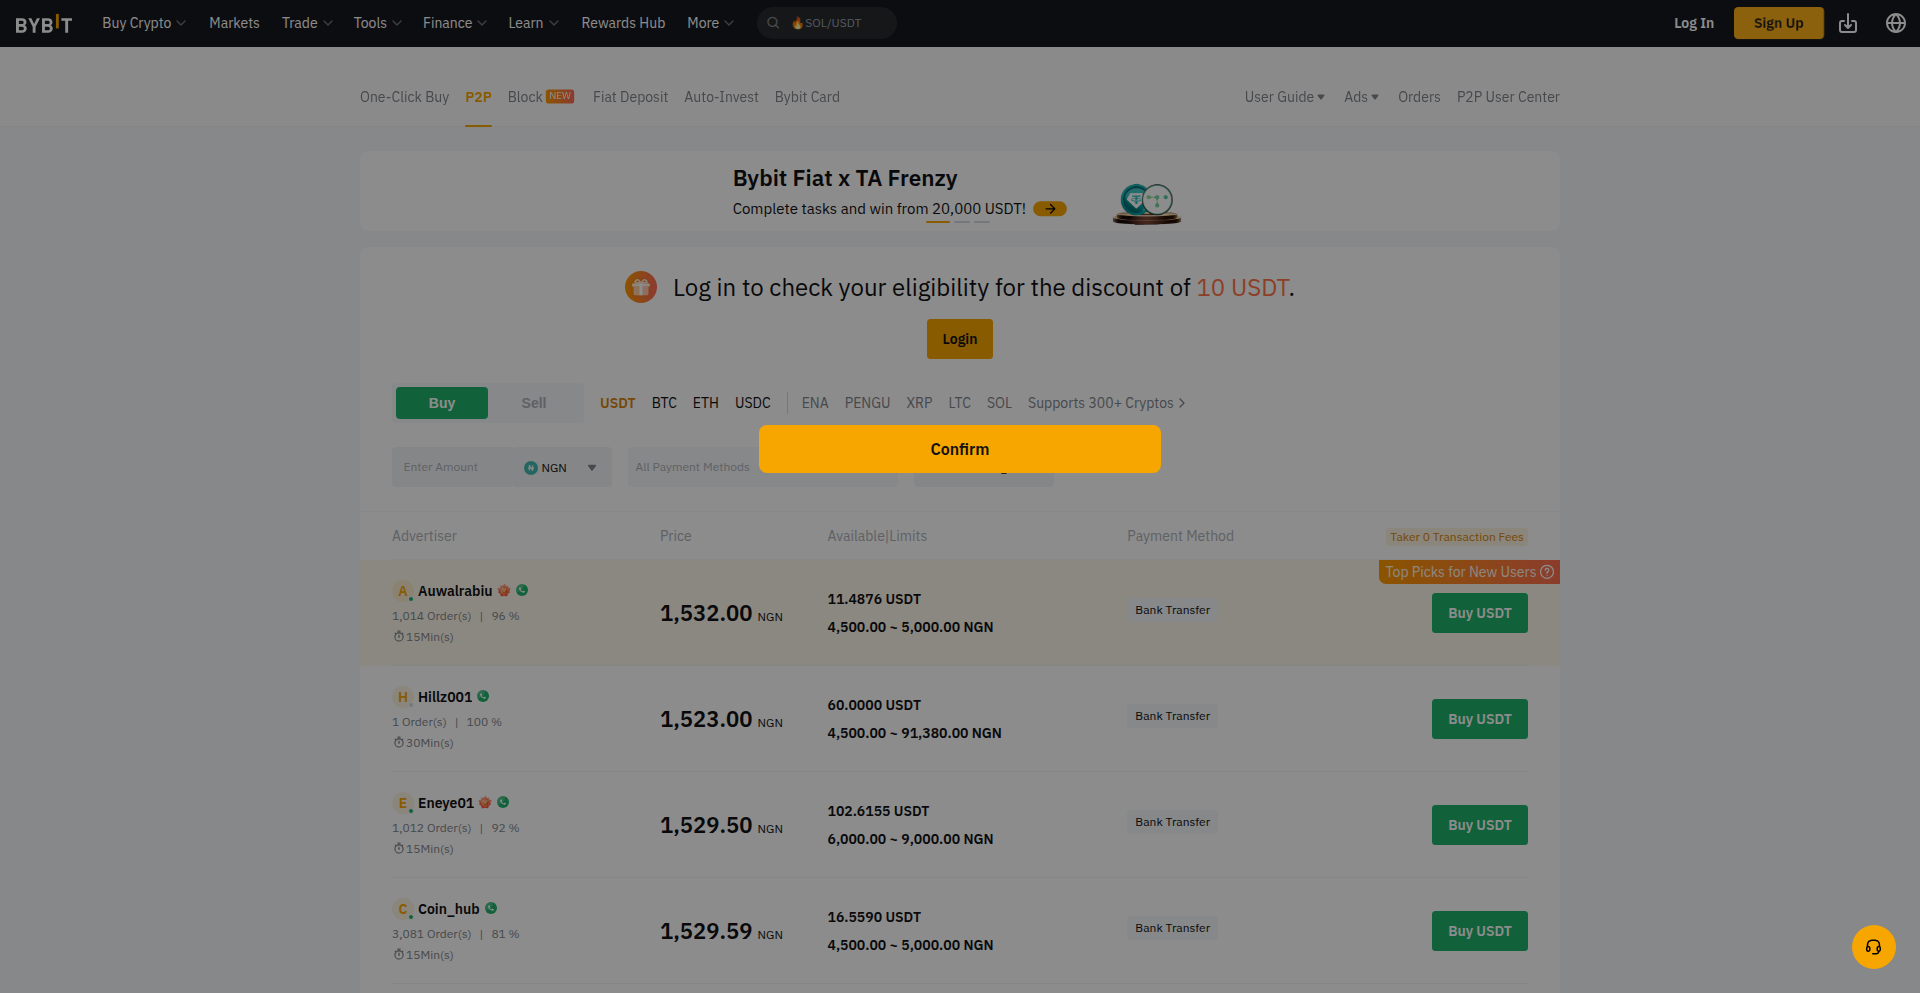 BYBIT Buy Crypto Markets Trade Tools Finance Learn Rewards Hub More SOL/USDT Log In Sign Up
One-Click Buy P2P Block NEW Fiat Deposit Auto-Invest Bybit Card User Guide Ads Orders P2P User Center
Bybit Fiat x TA Frenzy
Complete tasks and win from 20,000 USDT!
Log in to check your eligibility for the discount of 10 USDT.
Login
Buy Sell USDT BTC ETH USDC ENA PENGU XRP LTC SOL Supports 300+ Cryptos
Confirm
Enter Amount NGN All Payment Methods
Advertiser Price Available|Limits Payment Method Taker 0 Transaction Fees
Top Picks for New Users
A Auwalrabiu
1,014 Order(s) | 96 %
15Min(s)
1,532.00 NGN
11.4876 USDT
4,500.00 ~ 5,000.00 NGN
Bank Transfer
Buy USDT
H Hillz001
1 Order(s) | 100 %
30Min(s)
1,523.00 NGN
60.0000 USDT
4,500.00 ~ 91,380.00 NGN
Bank Transfer
Buy USDT
E Eneye01
1,012 Order(s) | 92 %
15Min(s)
1,529.50 NGN
102.6155 USDT
6,000.00 ~ 9,000.00 NGN
Bank Transfer
Buy USDT
C Coin_hub
3,081 Order(s) | 81 %
15Min(s)
1,529.59 NGN
16.5590 USDT
4,500.00 ~ 5,000.00 NGN
Bank Transfer
Buy USDT